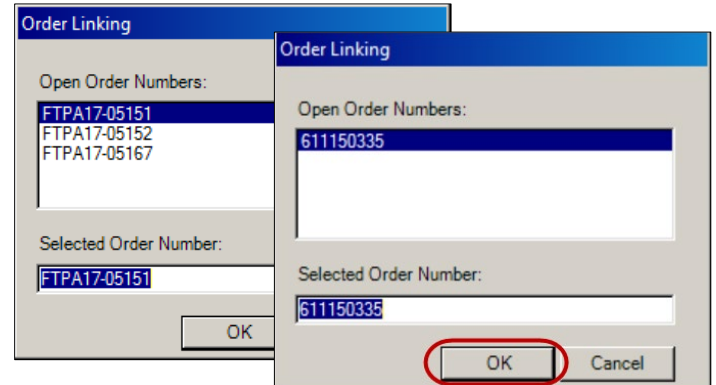 Order Linking
Open Order Numbers:
FTPA17-05151
FTPA17-05152
FTPA17-05167
Selected Order Number:
FTPA17-05151
OK
Order Linking
Open Order Numbers:
611150335
Selected Order Number:
611150335
OK
Cancel